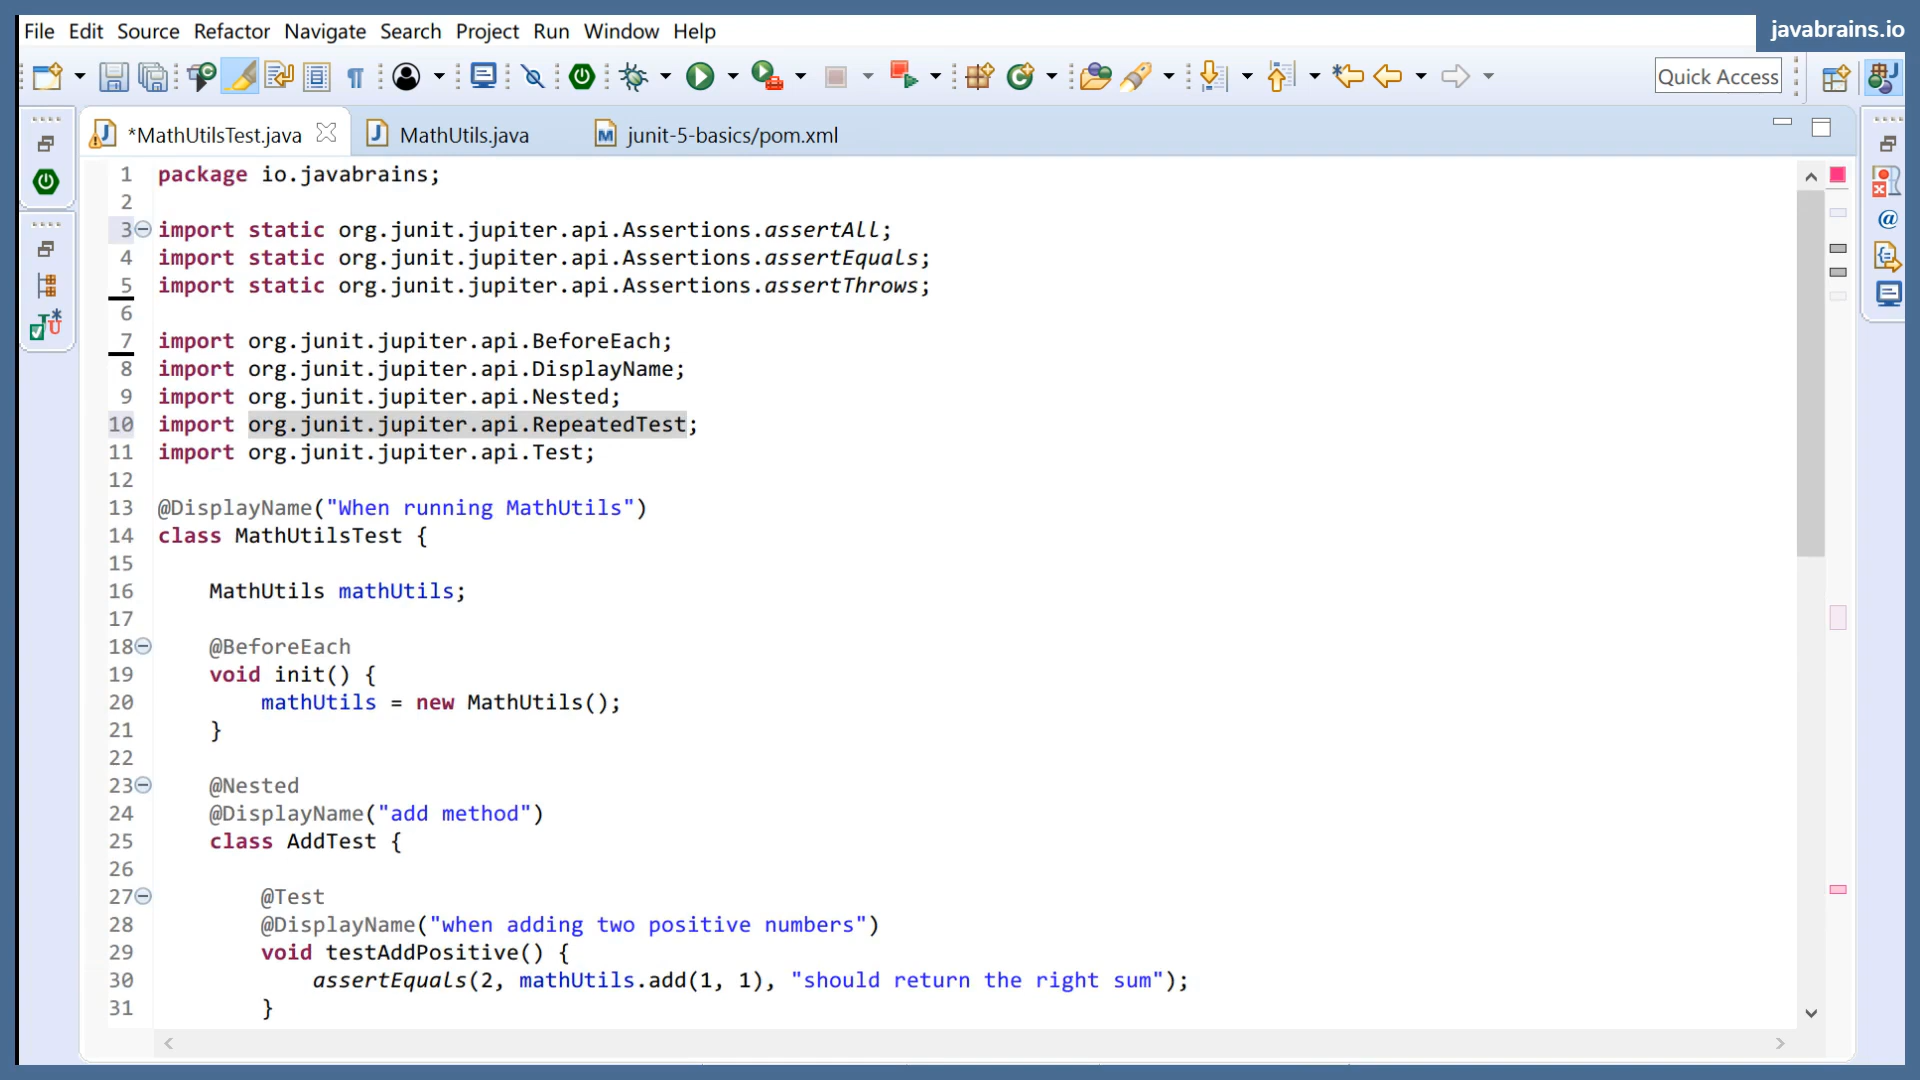 javabrains.io
File Edit Source Refactor Navigate Search Project Run Window Help
Quick Access
*MathUtilsTest.java MathUtils.java junit-5-basics/pom.xml
1 package io.javabrains;
2
3 import static org.junit.jupiter.api.Assertions.assertAll;
4 import static org.junit.jupiter.api.Assertions.assertEquals;
5 import static org.junit.jupiter.api.Assertions.assertThrows;
6
7 import org.junit.jupiter.api.BeforeEach;
8 import org.junit.jupiter.api.DisplayName;
9 import org.junit.jupiter.api.Nested;
10 import org.junit.jupiter.api.RepeatedTest;
11 import org.junit.jupiter.api.Test;
12
13 @DisplayName("When running MathUtils")
14 class MathUtilsTest {
15
16 MathUtils mathUtils;
17
18 @BeforeEach
19 void init() {
20 mathUtils = new MathUtils();
21 }
22
23 @Nested
24 @DisplayName("add method")
25 class AddTest {
26
27 @Test
28 @DisplayName("when adding two positive numbers")
29 void testAddPositive() {
30 assertEquals(2, mathUtils.add(1, 1), "should return the right sum");
31 }